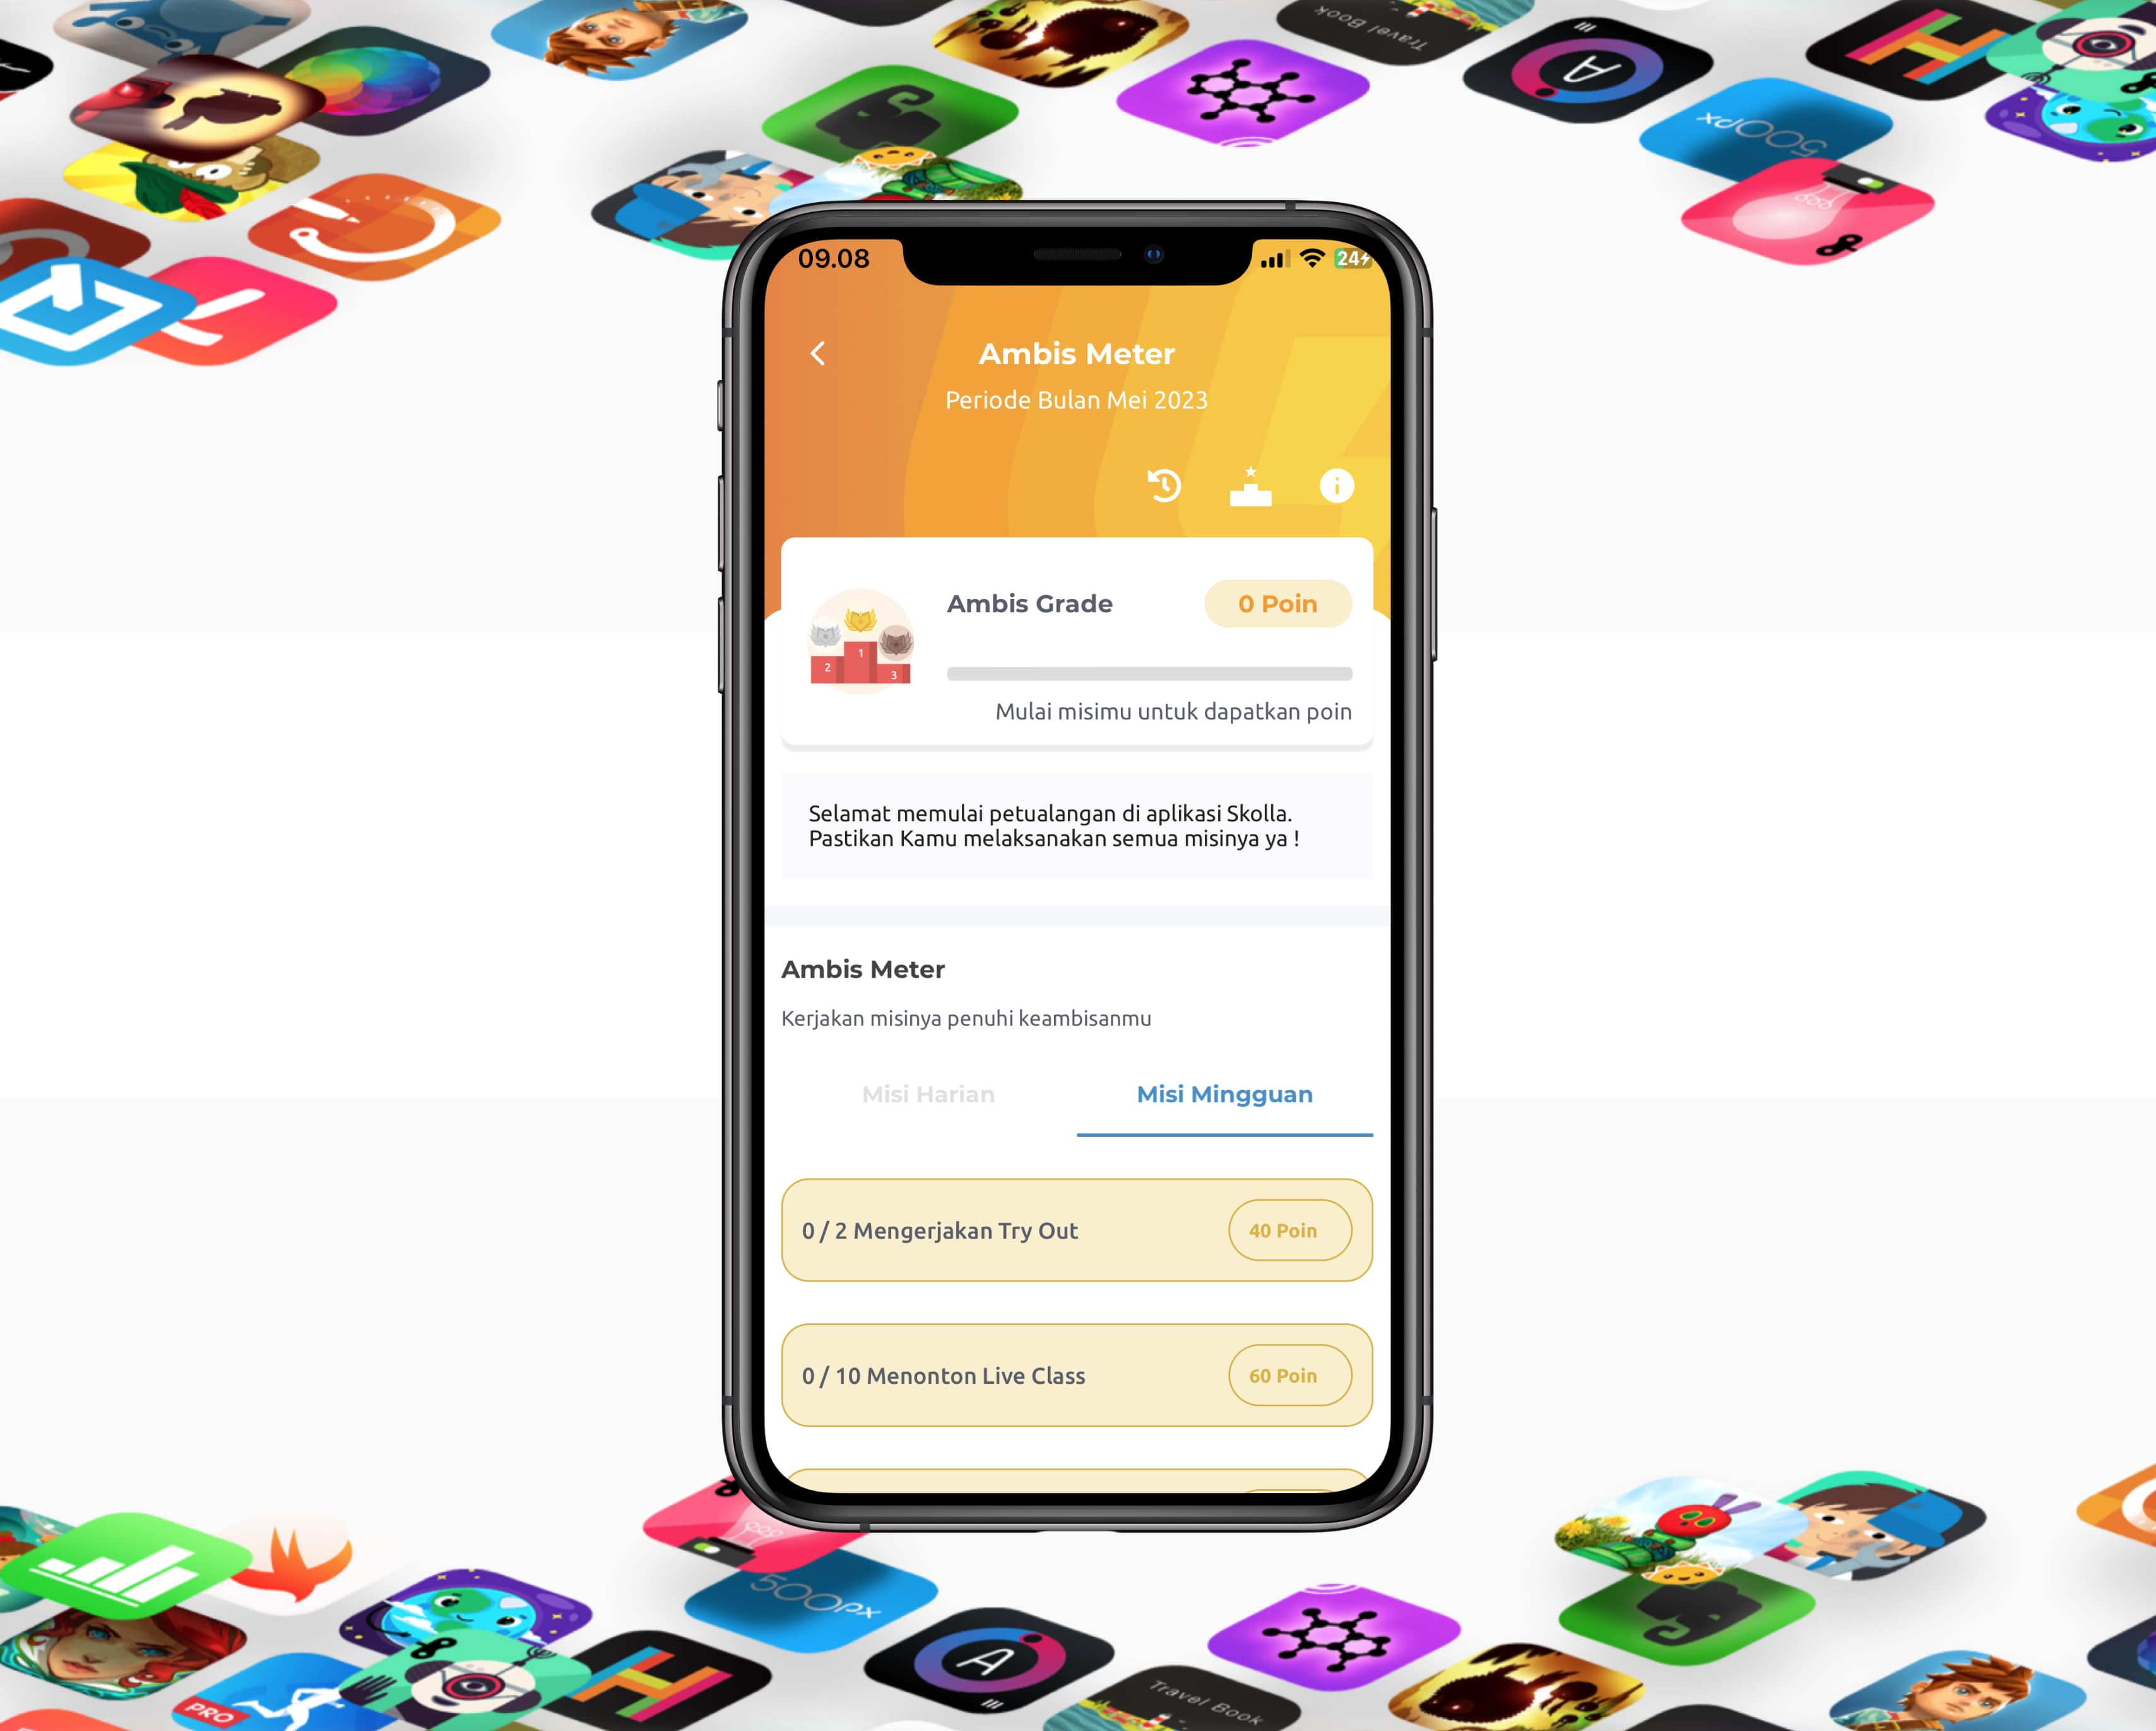 Travel Book
A
500px
09.08
24
Ambis Meter
Periode Bulan Mei 2023
Ambis Grade
0 Poin
2
1
3
Mulai misimu untuk dapatkan poin
Selamat memulai petualangan di aplikasi Skolla.
Pastikan Kamu melaksanakan semua misinya ya !
Ambis Meter
Kerjakan misinya penuhi keambisanmu
Misi Harian
Misi Mingguan
0 / 2 Mengerjakan Try Out
40 Poin
0 / 10 Menonton Live Class
60 Poin
500px
A
Travel Book
PRO